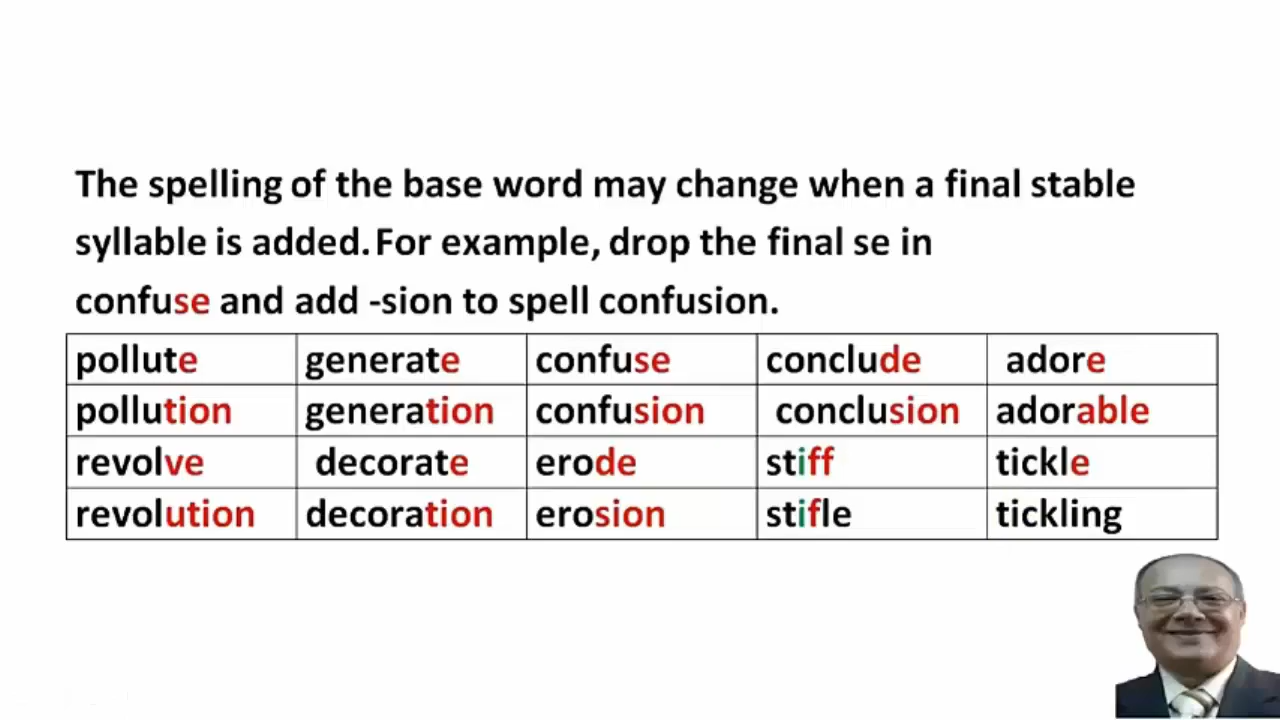 The spelling of the base word may change when a final stable
syllable is added. For example, drop the final se in
confuse and add -sion to spell confusion.
pollute generate confuse conclude adore
pollution generation confusion conclusion adorable
revolve decorate erode stiff tickle
revolution decoration erosion stifle tickling